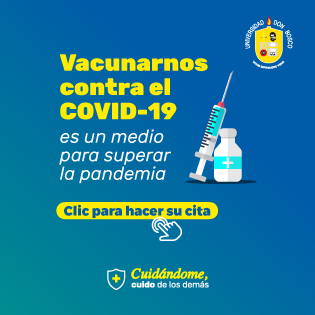 UNIVERSIDAD DON BOSCO
Vacunarnos
contra el
COVID-19
es un medio
para superar
la pandemia
Clic para hacer su cita
Cuidándome,
cuido de los demás